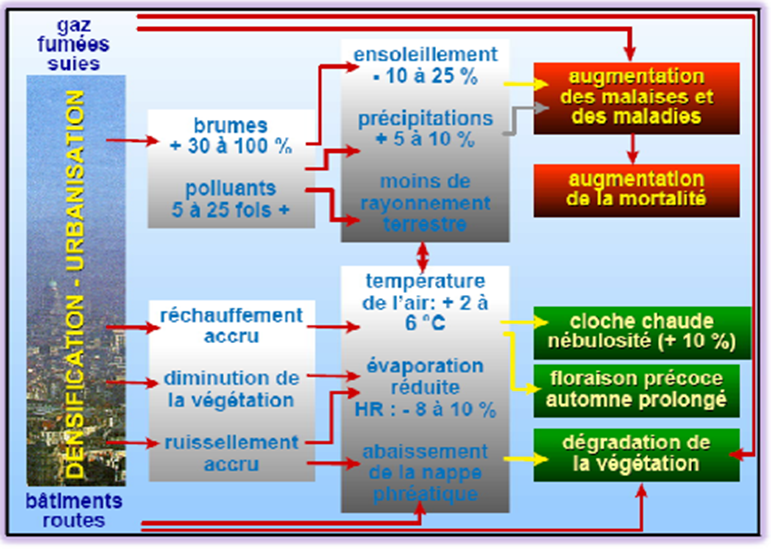 gaz
fumées
suies
DENSIFICATION - URBANISATION
bâtiments
routes
brumes
+ 30 à 100 %
polluants
5 à 25 fois +
réchauffement
accru
diminution de
la végétation
ruissellement
accru
ensoleillement
- 10 à 25 %
précipitations
+ 5 à 10 %
moins de
rayonnement
terrestre
température
de l'air: + 2 à
6 °C
évaporation
réduite
HR : - 8 à 10 %
abaissement
de la nappe
phréatique
augmentation
des malaises et
des maladies
augmentation
de la mortalité
cloche chaude
nébulosité (+ 10 %)
floraison précoce
automne prolongé
dégradation de
la végétation